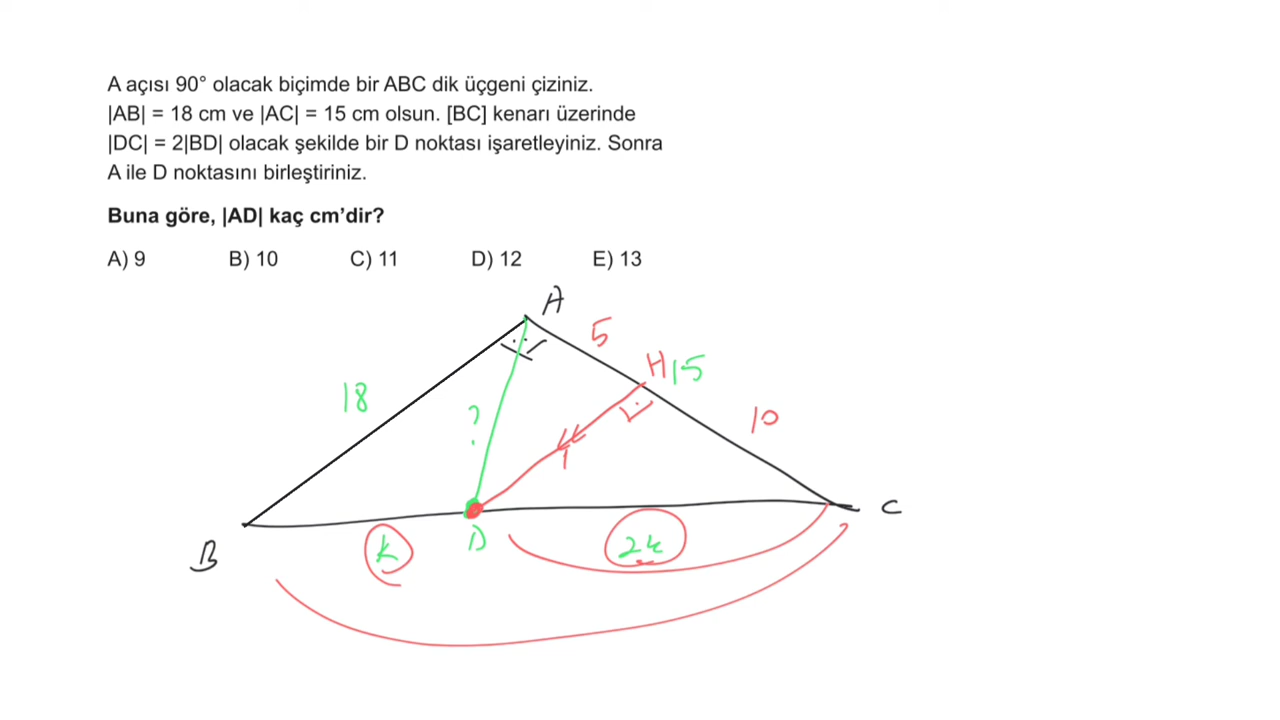 A açısı 90° olacak biçimde bir ABC dik üçgeni çiziniz.
|AB| = 18 cm ve |AC| = 15 cm olsun. [BC] kenarı üzerinde
|DC| = 2|BD| olacak şekilde bir D noktası işaretleyiniz. Sonra
A ile D noktasını birleştiriniz.
Buna göre, |AD| kaç cm'dir?
A) 9 B) 10 C) 11 D) 12 E) 13
A
5
H 15
18
?
10
B
k
D
2k
C